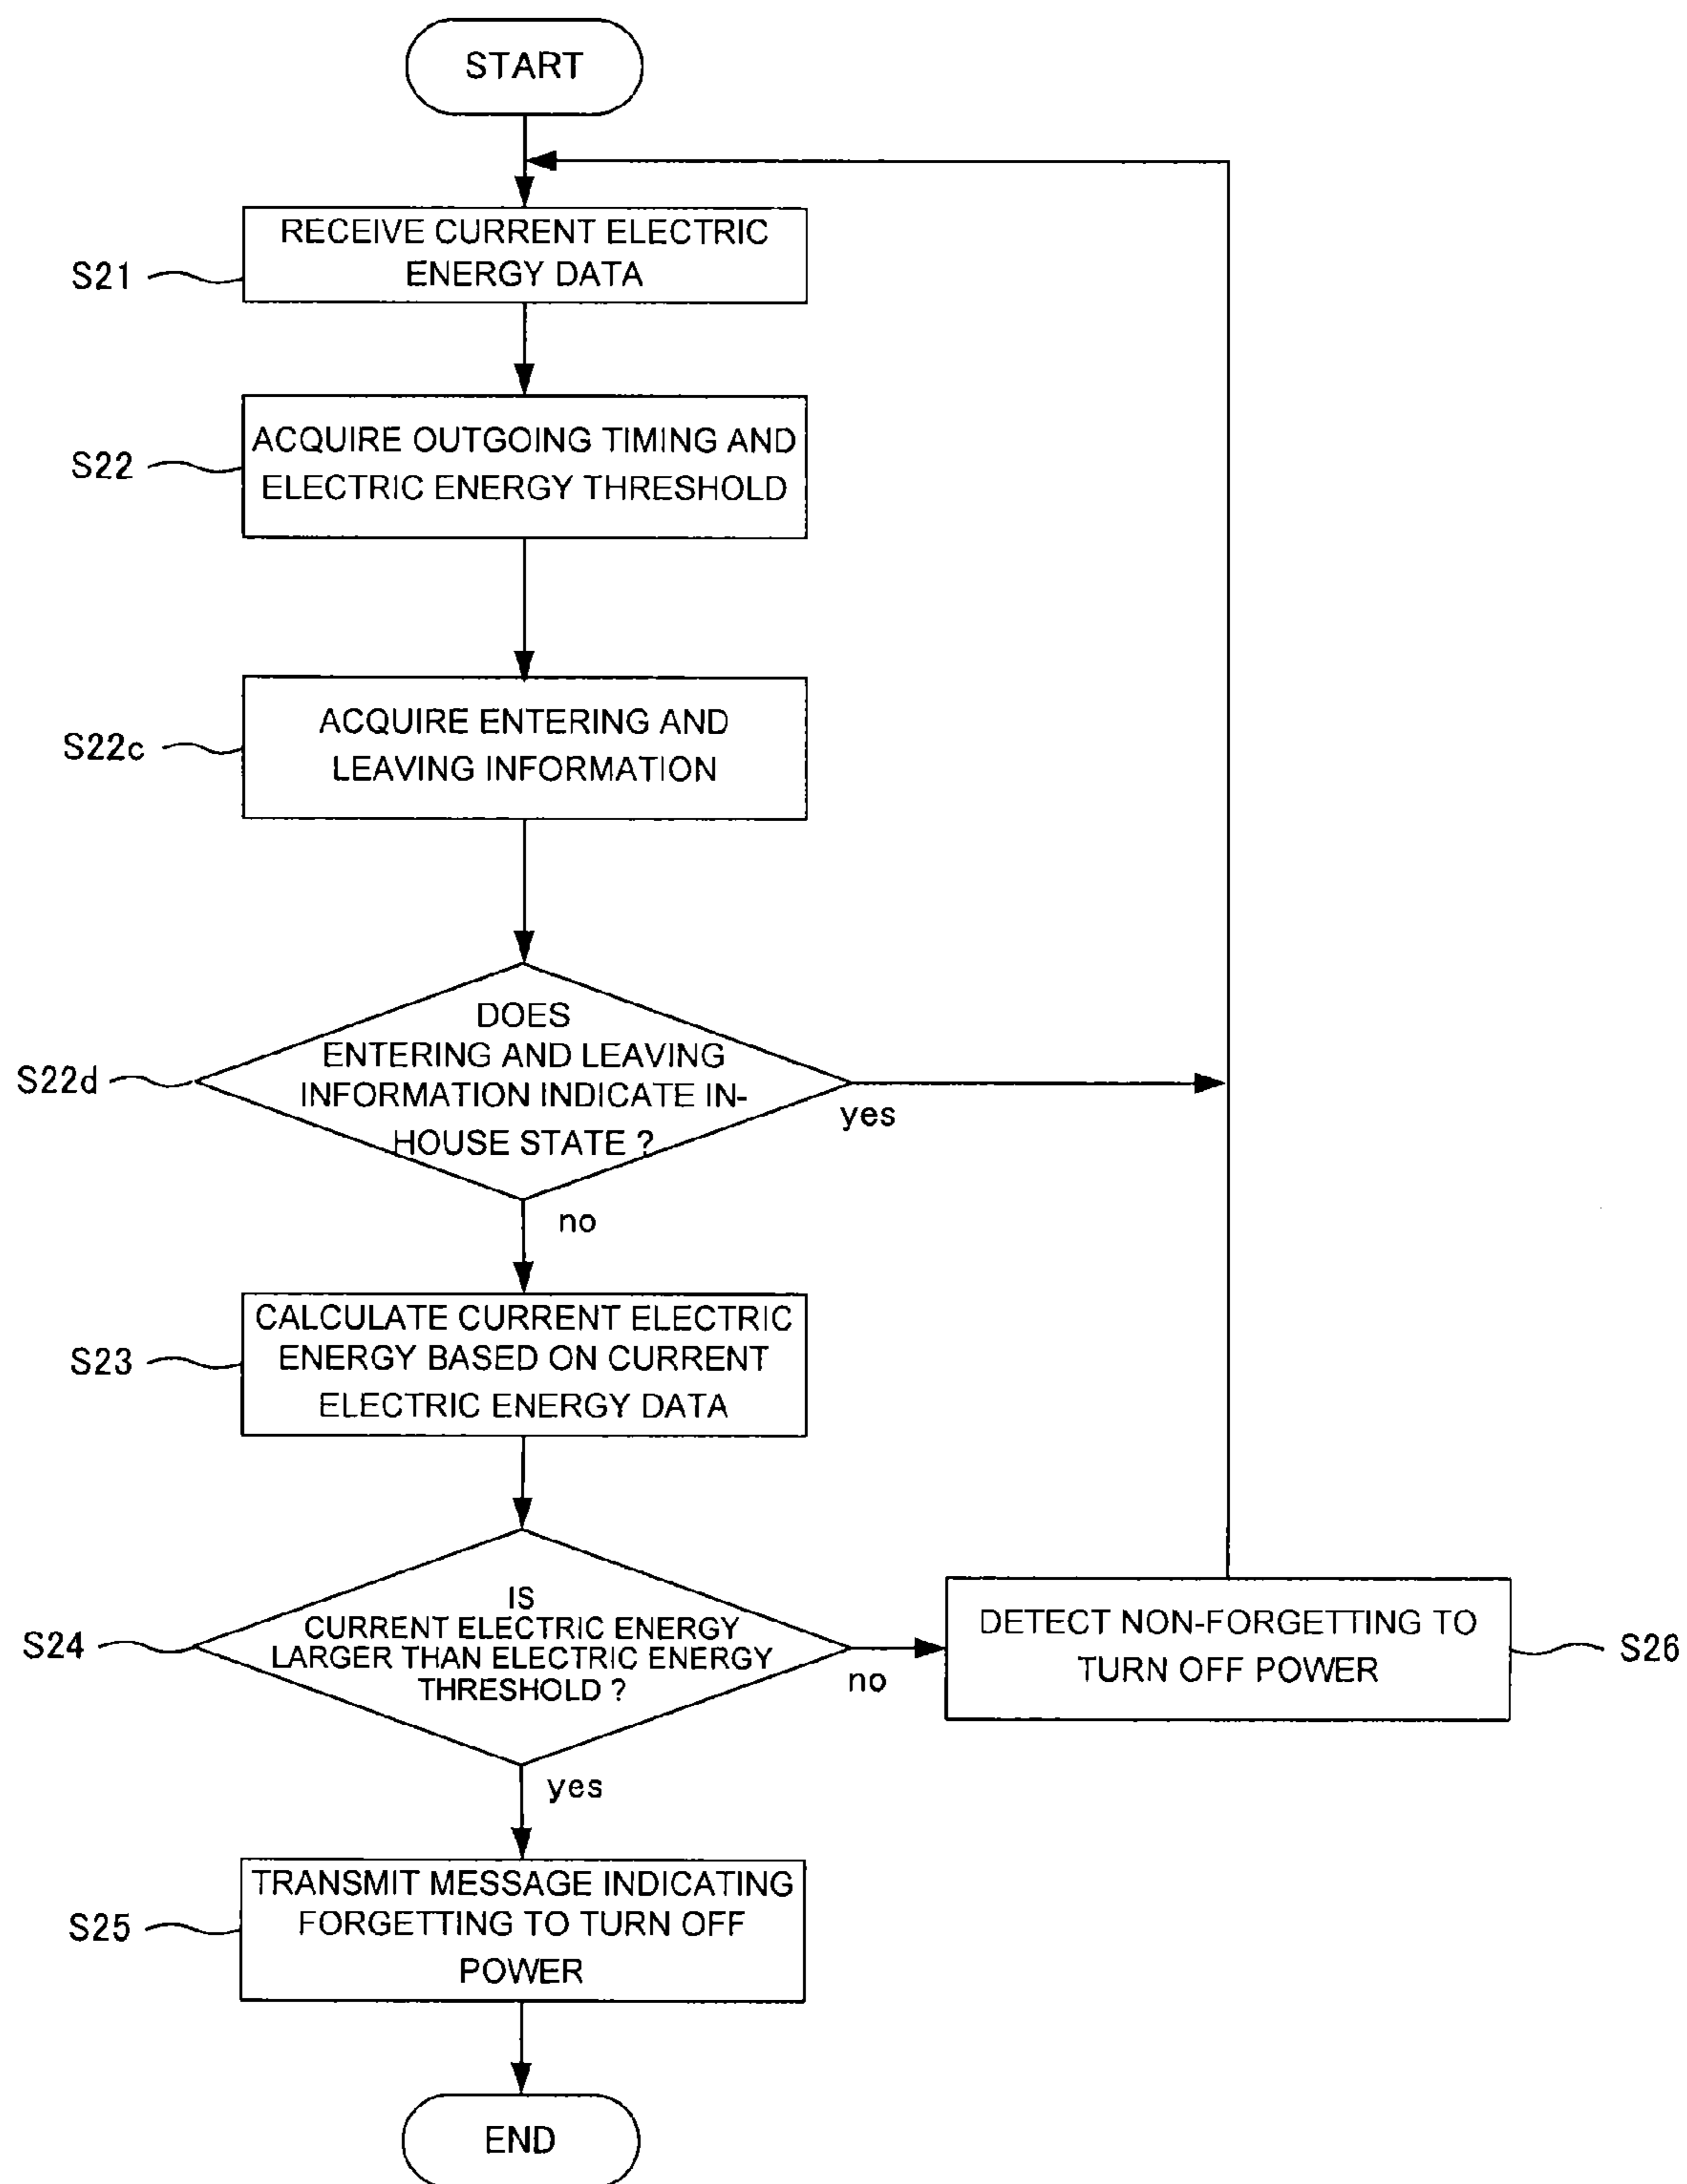 START
RECEIVE CURRENT ELECTRIC
ENERGY DATA
S21
ACQUIRE OUTGOING TIMING AND
ELECTRIC ENERGY THRESHOLD
S22
ACQUIRE ENTERING AND
LEAVING INFORMATION
S22c
DOES
ENTERING AND LEAVING
INFORMATION INDICATE IN-
HOUSE STATE ?
S22d
yes
no
CALCULATE CURRENT ELECTRIC
ENERGY BASED ON CURRENT
ELECTRIC ENERGY DATA
S23
IS
CURRENT ELECTRIC ENERGY
LARGER THAN ELECTRIC ENERGY
THRESHOLD ?
S24
no
DETECT NON-FORGETTING TO
TURN OFF POWER
S26
yes
TRANSMIT MESSAGE INDICATING
FORGETTING TO TURN OFF
POWER
S25
END